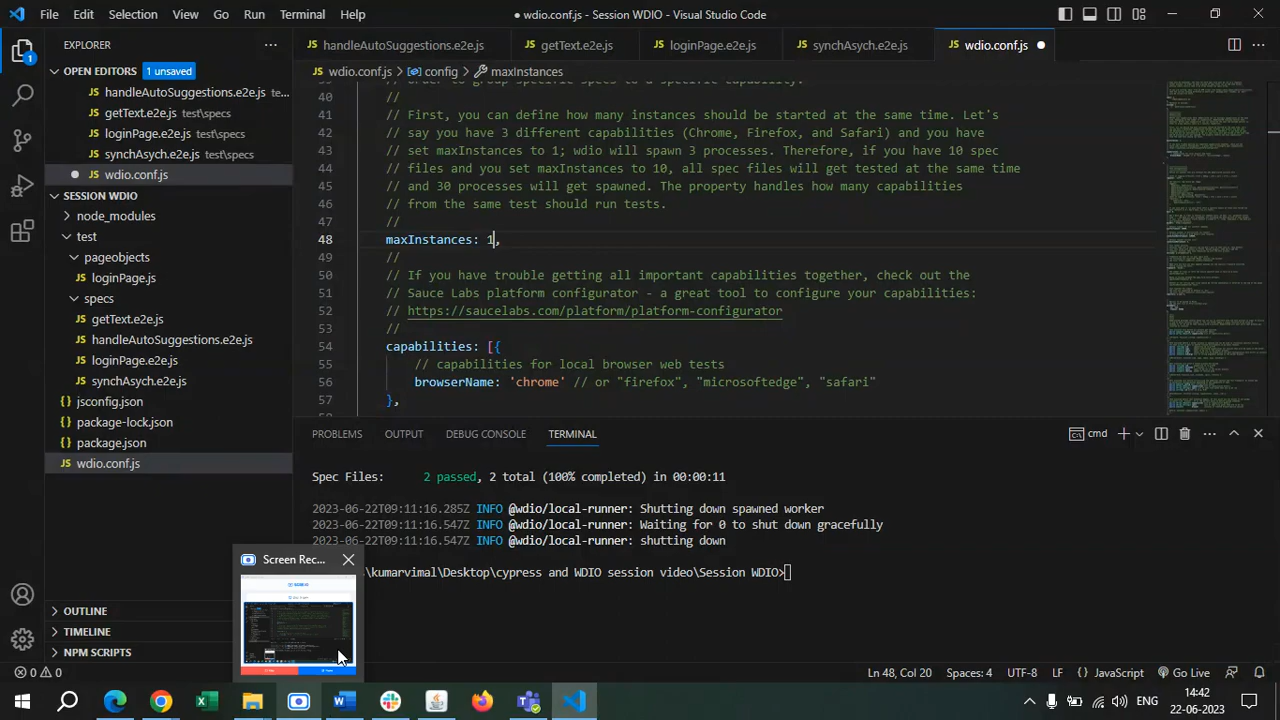 File Edit Selection View Go Run Terminal Help
● wdio.conf.js - Session WDIO - Visual Studio Code
EXPLORER
OPEN EDITORS 1 unsaved
handleAutoSuggestions.e2e.js te...
getText.e2e.js test\specs
loginPage.e2e.js test\specs
synchAsych.e2e.js test\specs
wdio.conf.js
SESSION WDIO
node_modules
test
pageobjects
loginPage.js
specs
getText.e2e.js
handleAutoSuggestions.e2e.js
loginPage.e2e.js
synchAsych.e2e.js
jsconfig.json
package-lock.json
package.json
wdio.conf.js
OUTLINE
TIMELINE
NPM SCRIPTS
handleAutoSuggestions.e2e.js getText.e2e.js loginPage.e2e.js synchAsych.e2e.js wdio.conf.js
wdio.conf.js > config > maxInstances
39 // order to group specific specs to a specific capability.
40 //
41 // First, you can define how many instances should be started at the same time. Let's
42 // say you have 3 different capabilities (Chrome, Firefox, and Safari) and you have
43 // set maxInstances to 1; wdio will spawn 3 processes. Therefore, if you have 10 spec
44 // files and you set maxInstances to 10, all spec files will get tested at the same time
45 // and 30 processes will get spawned. The property handles how many capabilities
46 // from the same test should run tests.
47 //
48 maxInstances: 1,
49 //
50 // If you have trouble getting all important capabilities together, check out the
51 // Sauce Labs platform configurator - a great tool to configure your capabilities:
52 // https://saucelabs.com/platform/platform-configurator
53 //
54 capabilities: [{
55 // capabilities for local browser web tests
56 browserName: 'chrome' // or "firefox", "microsoftedge", "safari"
57 },
PROBLEMS OUTPUT DEBUG CONSOLE TERMINAL
cmd
Spec Files: 2 passed, 2 total (100% completed) in 00:00:11
2023-06-22T09:11:16.285Z INFO @wdio/local-runner: Shutting down spawned worker
2023-06-22T09:11:16.547Z INFO @wdio/local-runner: Waiting for 0 to shut down gracefully
2023-06-22T09:11:16.547Z INFO @wdio/local-runner: shutting down
\kumarvimal\Desktop\cypress and WDIO session video\Session WDIO>
Screen Rec...
0 0
Ln 48, Col 20 Spaces: 4 UTF-8 LF {} JavaScript Go Live
ENG
14:42
22-06-2023